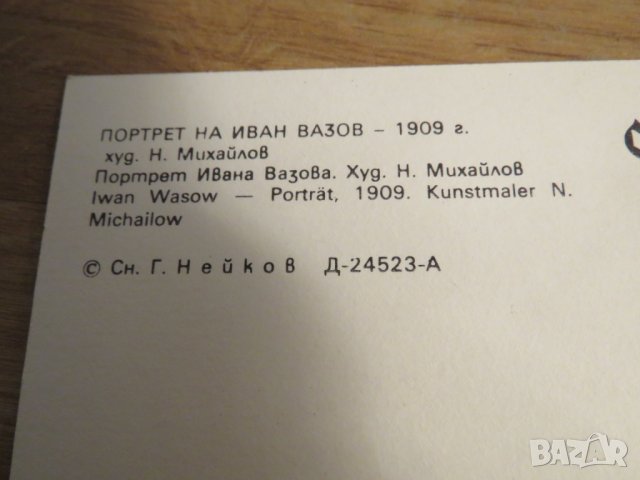 ПОРТРЕТ НА ИВАН ВАЗОВ – 1909 г.
худ. Н. Михайлов
Портрет Ивана Вазова. Худ. Н. Михайлов
Iwan Wasow — Porträt, 1909. Kunstmaler N.
Michailow
© Сн. Г. Нейков Д-24523-А
BAZAR